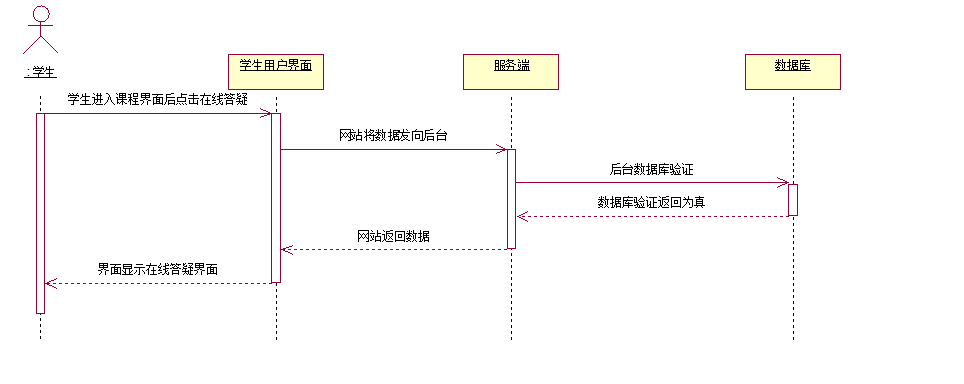 :学生
学生用户界面
服务端
数据库
学生进入课程界面后点击在线答疑
网站将数据发向后台
后台数据库验证
数据库验证返回为真
网站返回数据
界面显示在线答疑界面